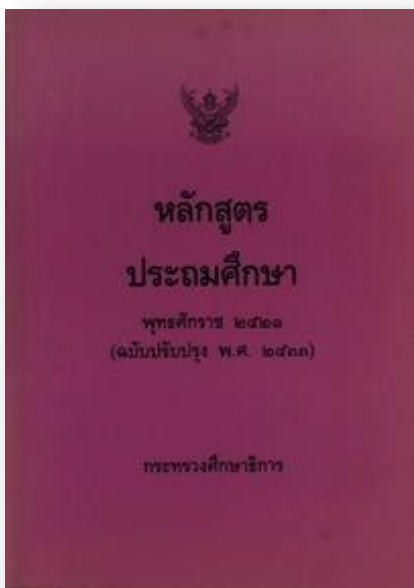 หลักสูตร
ประถมศึกษา
พุทธศักราช ๒๕๒๑
(ฉบับปรับปรุง พ.ศ. ๒๕๓๓)
กระทรวงศึกษาธิการ